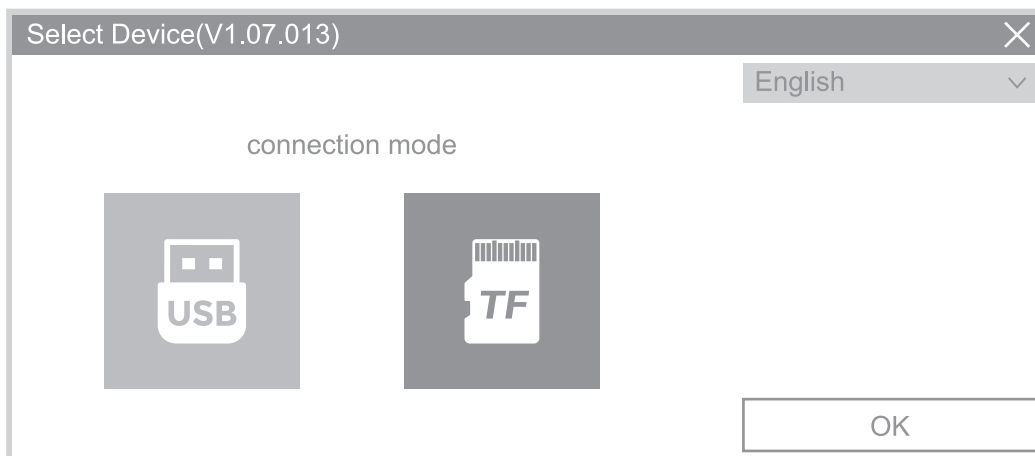 Select Device(V1.07.013)
English
connection mode
USB
TF
OK